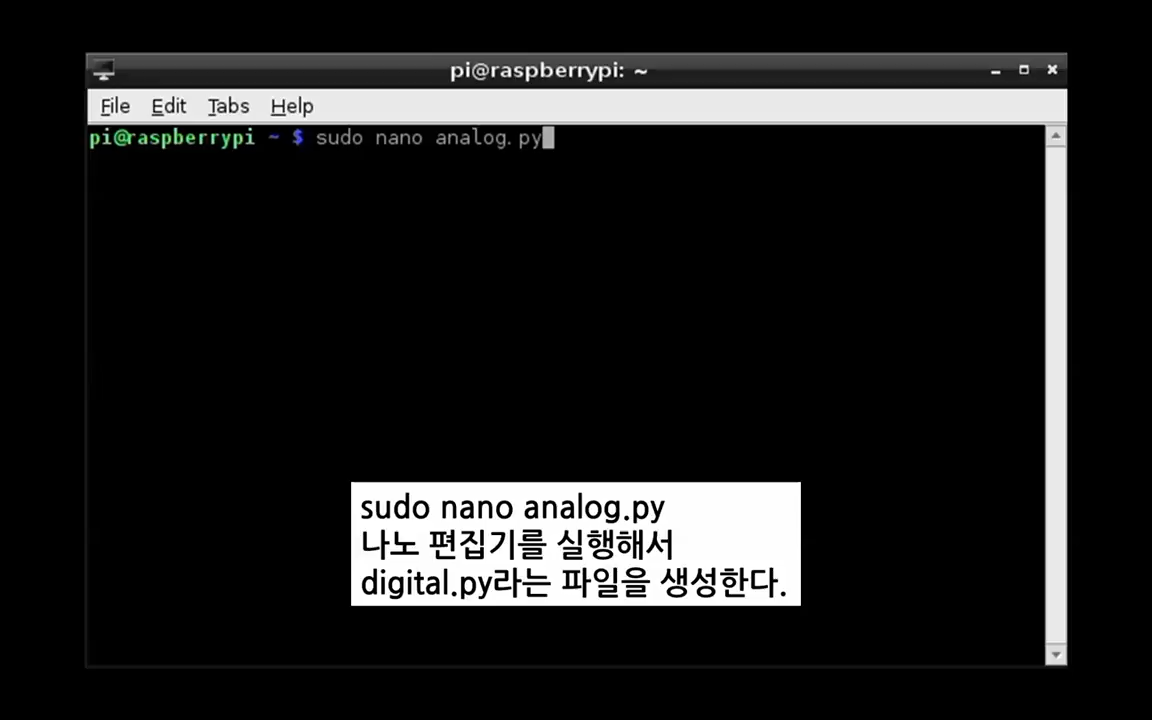 pi@raspberrypi: ~
File Edit Tabs Help
pi@raspberrypi ~ $ sudo nano analog.py
sudo nano analog.py
나노 편집기를 실행해서
digital.py라는 파일을 생성한다.